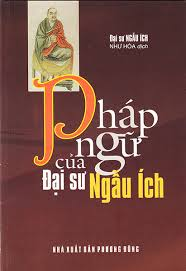 Đại sư NGẪU ÍCH
NHƯ HÒA dịch
Pháp
ngữ
của
Đại sư Ngẫu Ích
NHÀ XUẤT BẢN PHƯƠNG ĐÔNG